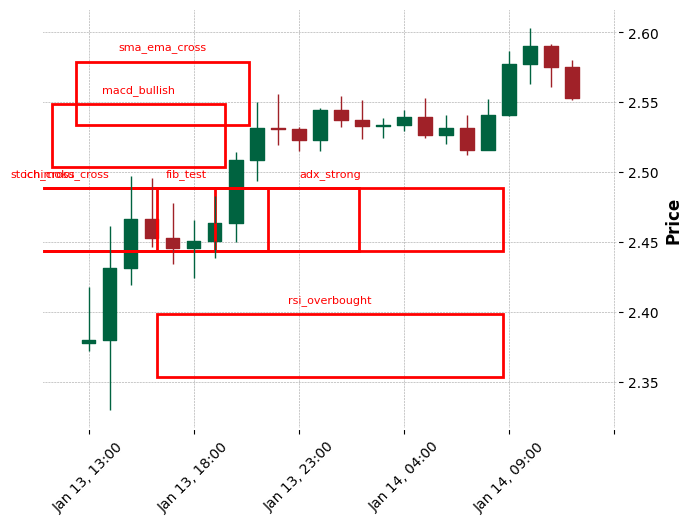 sma_ema_cross
macd_bullish
fib_test
adx_strong
rsi_overbought
2.60
2.55
2.50
2.45
2.40
2.35
Price
Jan 13, 13:00
Jan 13, 18:00
Jan 13, 23:00
Jan 14, 04:00
Jan 14, 09:00